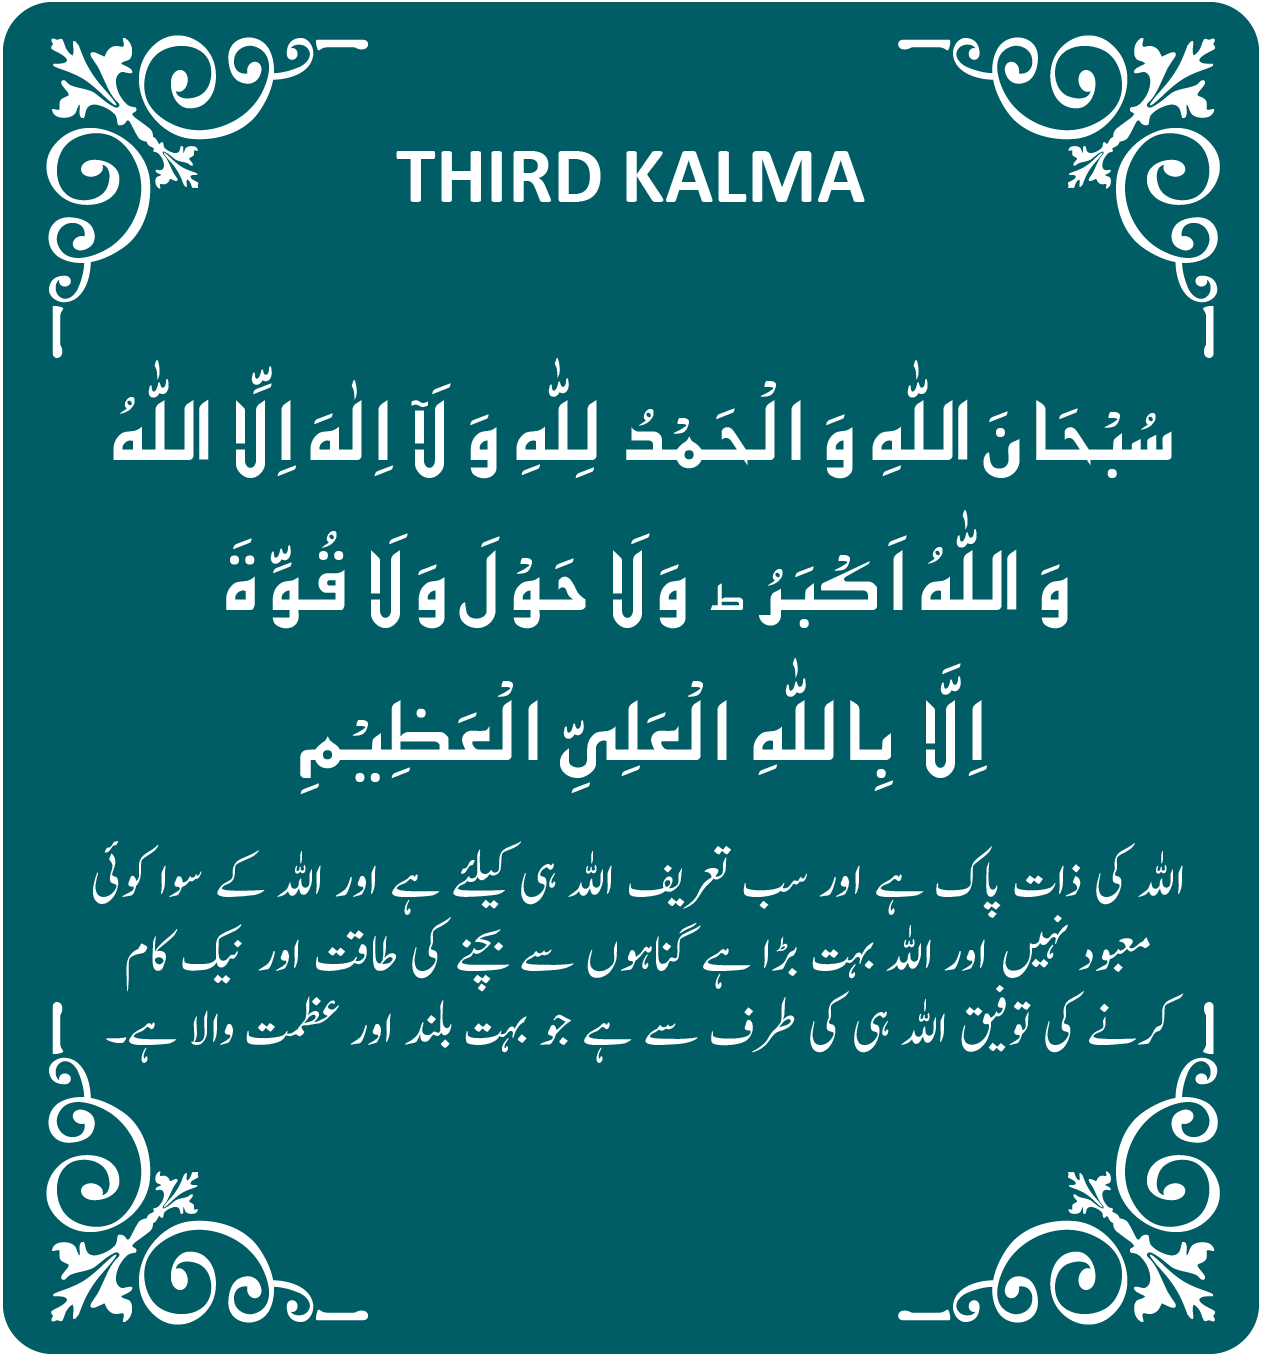 THIRD KALMA
سُبْحَانَ اللّٰهِ وَ الْحَمْدُ لِلّٰهِ وَ لَآ اِلٰهَ اِلِّا اللّٰهُ
وَ اللّٰهُ اَکْبَرُ ؕ وَلَا حَوْلَ وَلَا قُوِّةَ
اِلَّا بِاللّٰهِ الْعَلِیِّ الْعَظِیْمِ
اللہ کی ذات پاک ہے اور سب تعریف اللہ ہی کیلئے ہے اور اللہ کے سوا کوئی
معبود نہیں اور اللہ بہت بڑا ہے گناہوں سے بچنے کی طاقت اور نیک کام
کرنے کی توفیق اللہ ہی کی طرف سے ہے جو بہت بلند اور عظمت والا ہے۔